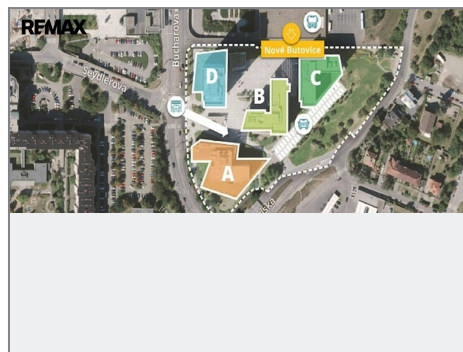 RE/MAX
Bucharova
Seydlerova
Nové Butovice
D
B
C
A